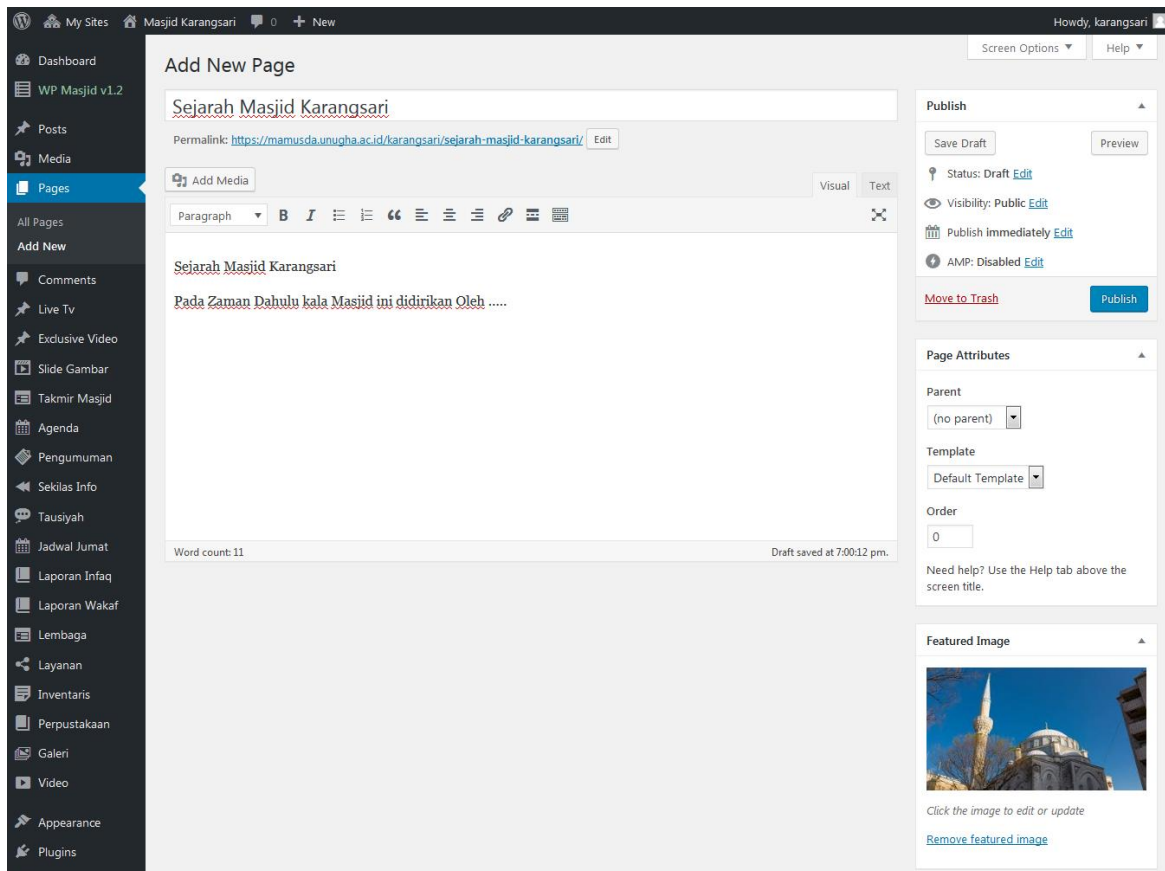 My Sites Masjid Karangsari 0 New Howdy, karangsari
Screen Options Help
Dashboard
WP Masjid v1.2
Posts
Media
Pages
All Pages
Add New
Comments
Live Tv
Exclusive Video
Slide Gambar
Takmir Masjid
Agenda
Pengumuman
Sekilas Info
Tausiyah
Jadwal Jumat
Laporan Infaq
Laporan Wakaf
Lembaga
Layanan
Inventaris
Perpustakaan
Galeri
Video
Appearance
Plugins
Add New Page
Sejarah Masjid Karangsari
Permalink: https://mamusda.unugha.ac.id/karangsari/sejarah-masjid-karangsari/ Edit
Add Media
Visual Text
Paragraph B I
Sejarah Masjid Karangsari
Pada Zaman Dahulu kala Masjid ini didirikan Oleh .....
Word count: 11 Draft saved at 7:00:12 pm.
Publish
Save Draft Preview
Status: Draft Edit
Visibility: Public Edit
Publish immediately Edit
AMP: Disabled Edit
Move to Trash Publish
Page Attributes
Parent
(no parent)
Template
Default Template
Order
0
Need help? Use the Help tab above the
screen title.
Featured Image
Click the image to edit or update
Remove featured image